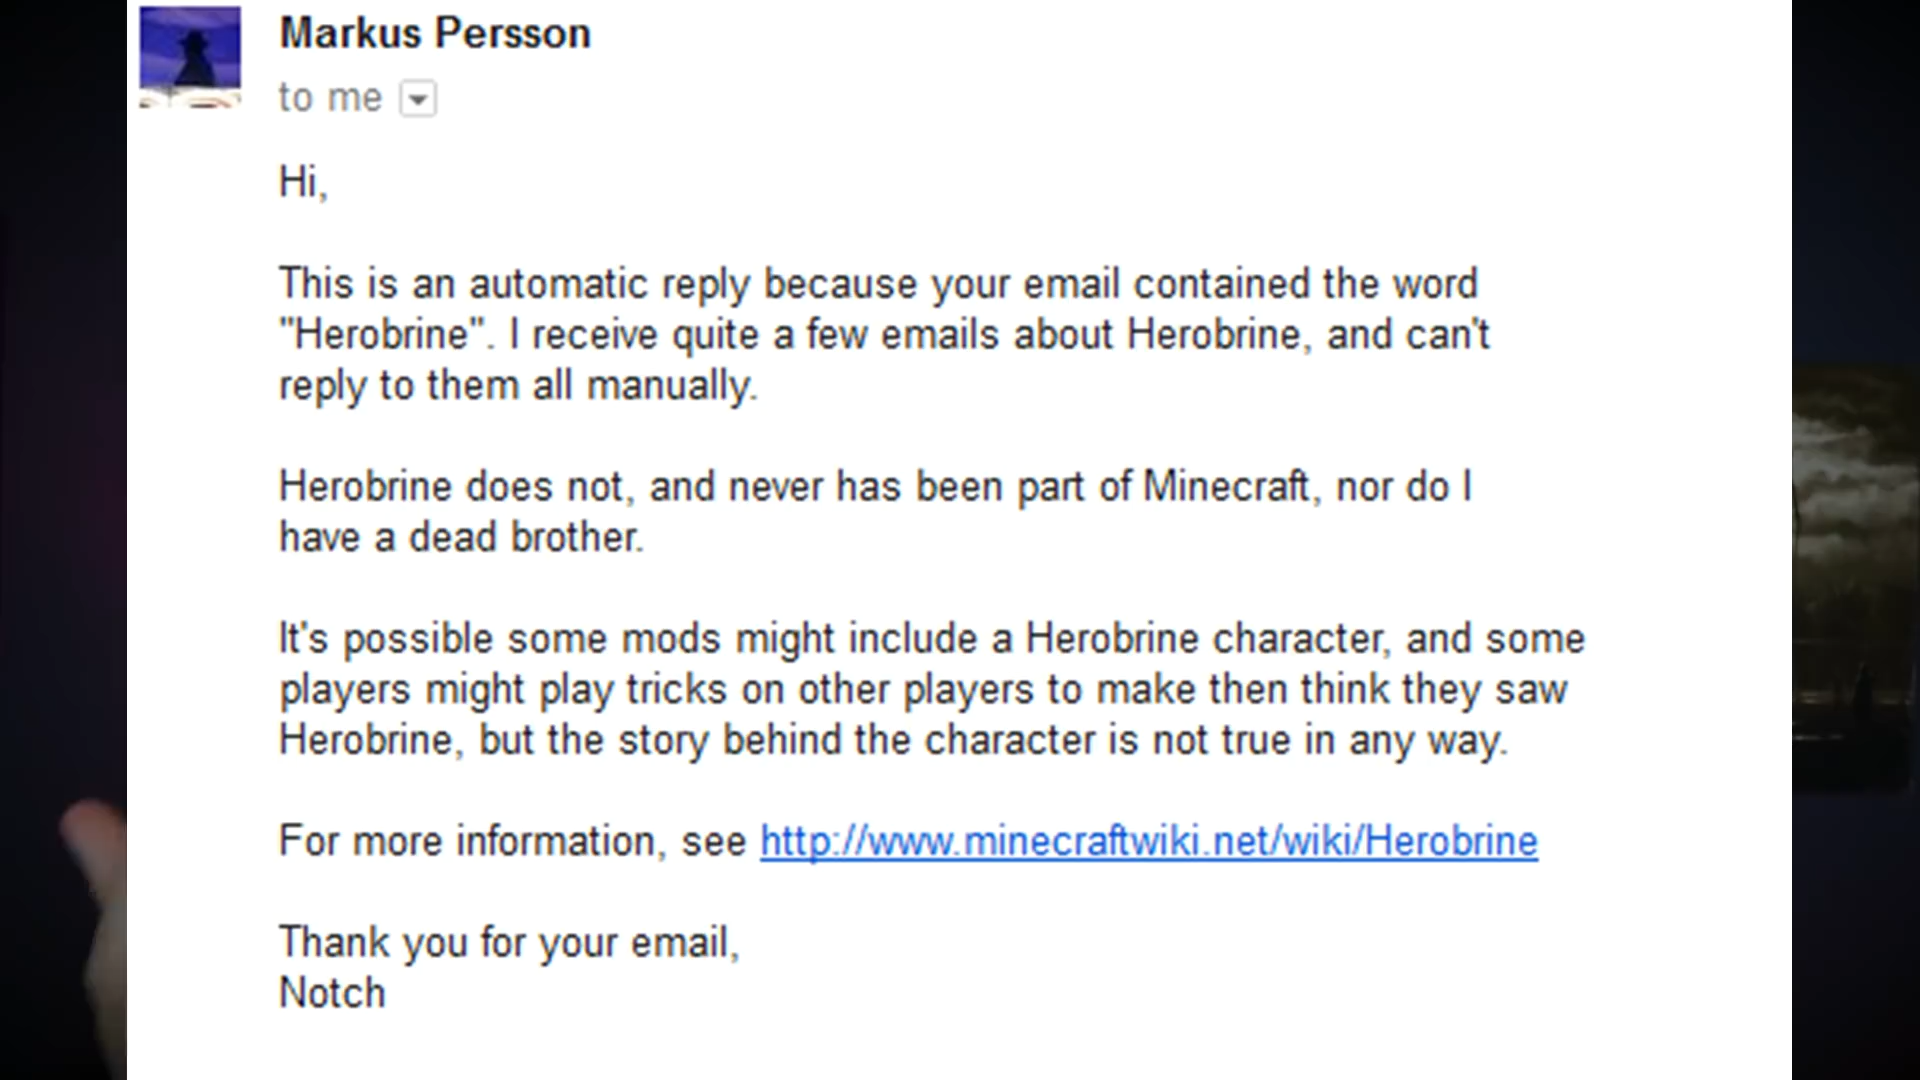 Markus Persson
to me
Hi,
This is an automatic reply because your email contained the word
"Herobrine". I receive quite a few emails about Herobrine, and can't
reply to them all manually.
Herobrine does not, and never has been part of Minecraft, nor do I
have a dead brother.
It's possible some mods might include a Herobrine character, and some
players might play tricks on other players to make then think they saw
Herobrine, but the story behind the character is not true in any way.
For more information, see http://www.minecraftwiki.net/wiki/Herobrine
Thank you for your email,
Notch